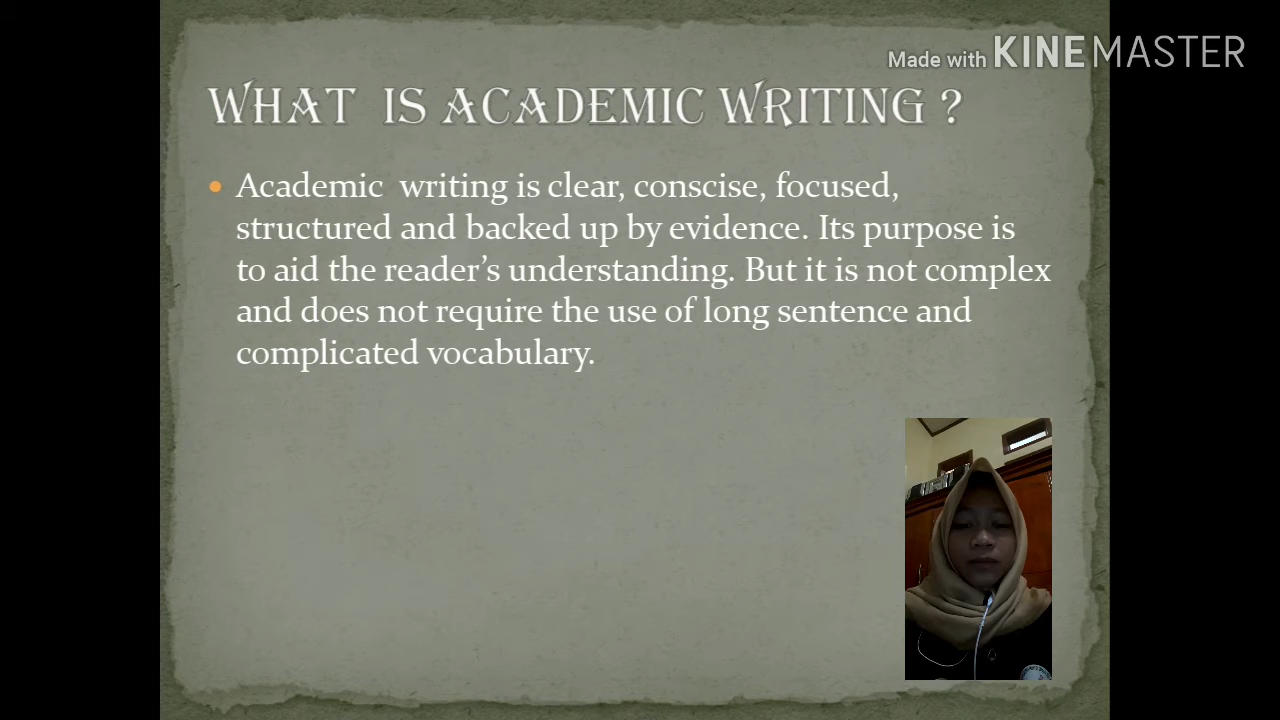 Made with KINEMASTER
WHAT IS ACADEMIC WRITING ?
Academic writing is clear, conscise, focused,
structured and backed up by evidence. Its purpose is
to aid the reader’s understanding. But it is not complex
and does not require the use of long sentence and
complicated vocabulary.